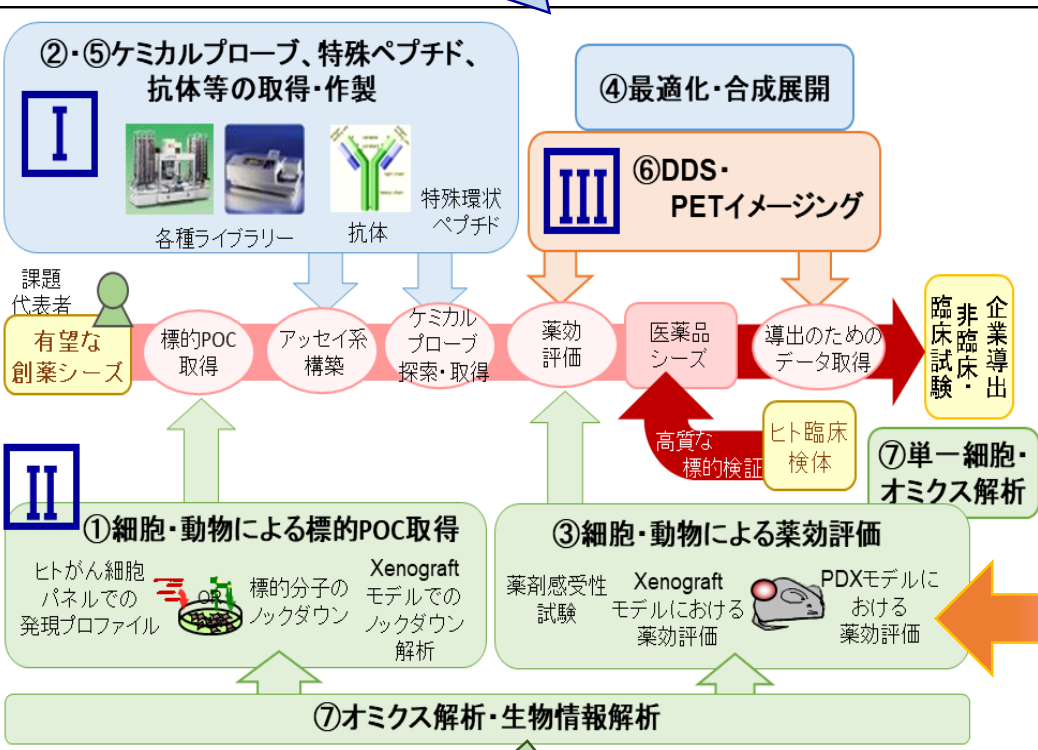 ②・⑤ケミカルプローブ、特殊ペプチド、
抗体等の取得・作製
Ⅰ
各種ライブラリー
抗体
特殊環状
ペプチド
④最適化・合成展開
Ⅲ
⑥DDS・
PETイメージング
課題
代表者
有望な
創薬シーズ
標的POC
取得
アッセイ系
構築
ケミカル
プローブ
探索・取得
薬効
評価
医薬品
シーズ
導出のための
データ取得
企業導出
非臨床・
臨床試験
高質な
標的検証
ヒト臨床
検体
⑦単一細胞・
オミクス解析
Ⅱ
①細胞・動物による標的POC取得
ヒトがん細胞
パネルでの
発現プロファイル
OR
標的分子の
ノックダウン
Xenograft
モデルでの
ノックダウン
解析
③細胞・動物による薬効評価
薬剤感受性
試験
Xenograft
モデルにおける
薬効評価
PDXモデルに
おける
薬効評価
⑦オミクス解析・生物情報解析